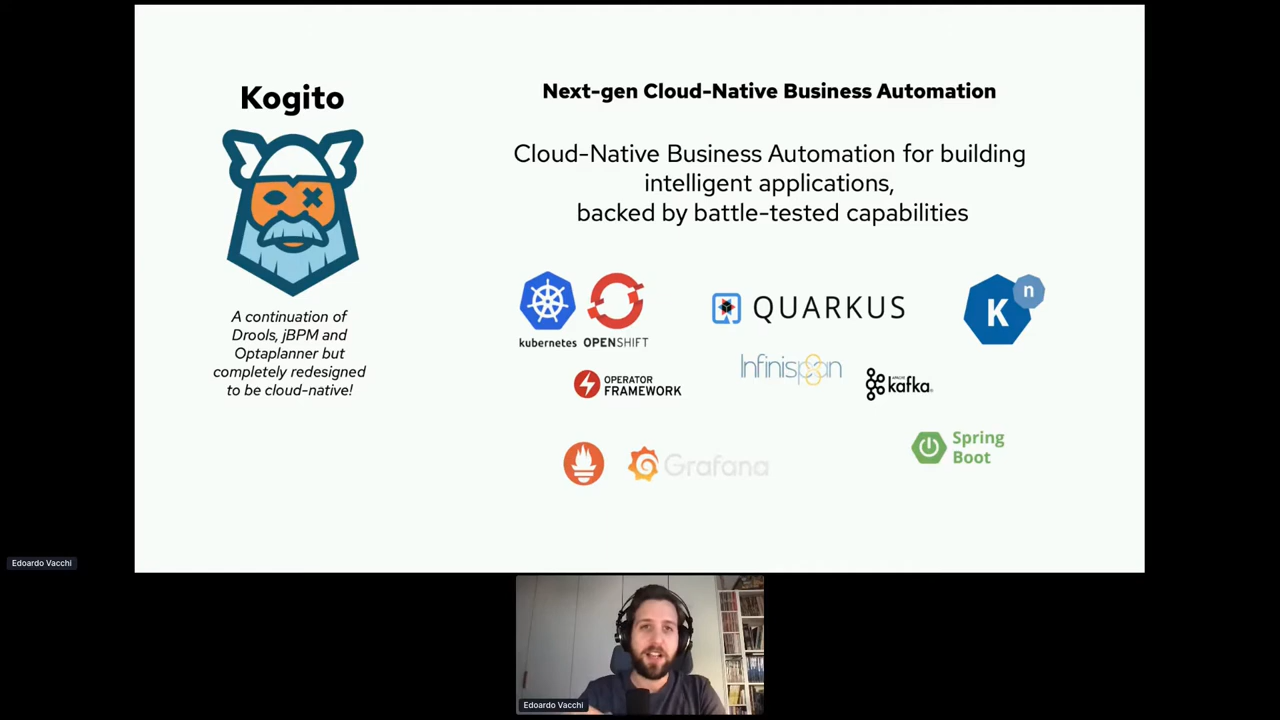 Kogito
A continuation of
Drools, jBPM and
Optaplanner but
completely redesigned
to be cloud-native!
Next-gen Cloud-Native Business Automation
Cloud-Native Business Automation for building
intelligent applications,
backed by battle-tested capabilities
kubernetes
OPENSHIFT
QUARKUS
K
n
OPERATOR
FRAMEWORK
Infinispan
APACHE
kafka
Grafana
Spring
Boot
Edoardo Vacchi
Edoardo Vacchi